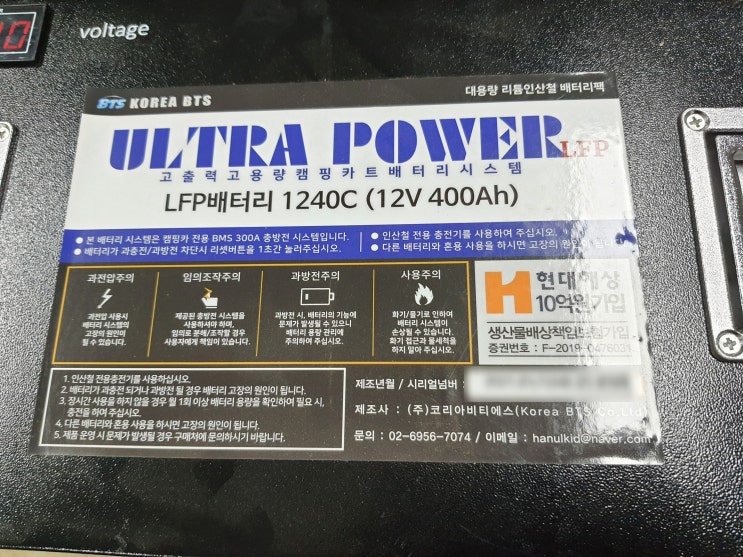 0
voltage
BTS KOREA BTS
대용량 리튬인산철 배터리팩
ULTRA POWER LFP
고출력고용량캠핑카트배터리시스템
LFP배터리 1240C (12V 400Ah)
● 본 배터리 시스템은 캠핑카 전용 BMS 300A 충방전 시스템입니다.
● 배터리가 과충전/과방전 차단시 리셋버튼을 1초간 눌러주십시오.
● 인산철 전용 충전기를 사용하여 주십시오.
● 다른 배터리와 혼용 사용을 하시면 고장의 원인이 됩니다.
과전압주의
과전압 사용시
배터리 시스템의
고장의 원인이
될 수 있습니다.
임의조작주의
제공된 충방전 시스템을
사용하셔야 하며,
임의로 분해/조작할 경우
사용자에게 책임이 있습니다.
과방전주의
과방전 시, 배터리의 기능에
문제가 발생될 수 있으니
배터리 용량 관리에
주의하여 주십시오.
사용주의
화기/물기로 인하여
배터리 시스템이
손상될 수 있습니다.
화기 접근과 물세척을
하지 말아 주십시오.
H 현대해상
10억원가입
생산물배상책임보험가입
증권번호 : F-2019-0476031
1. 인산철 전용충전기를 사용하십시오.
2. 배터리가 과충전 되거나 과방전 될 경우 배터리 고장의 원인이 됩니다.
3. 장시간 사용을 하지 않을 경우 월 1회 이상 배터리 용량을 확인하여 필요 시,
충전을 하여 주십시오.
4. 다른 배터리와 혼용 사용을 하시면 고장의 원인이 됩니다.
5. 제품 운영 시 문제가 발생될 경우 구매처에 문의하시기 바랍니다.
제조년월 / 시리얼넘버 :
제조사 : (주)코리아비티에스(Korea BTS Co,Ltd)
문의 : 02-6956-7074 / 이메일 : hanulkid@naver.com